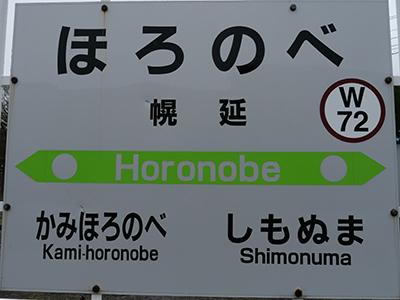 ほろのべ
幌延
W
72
Horonobe
かみほろのべ
Kami-horonobe
しもぬま
Shimonuma